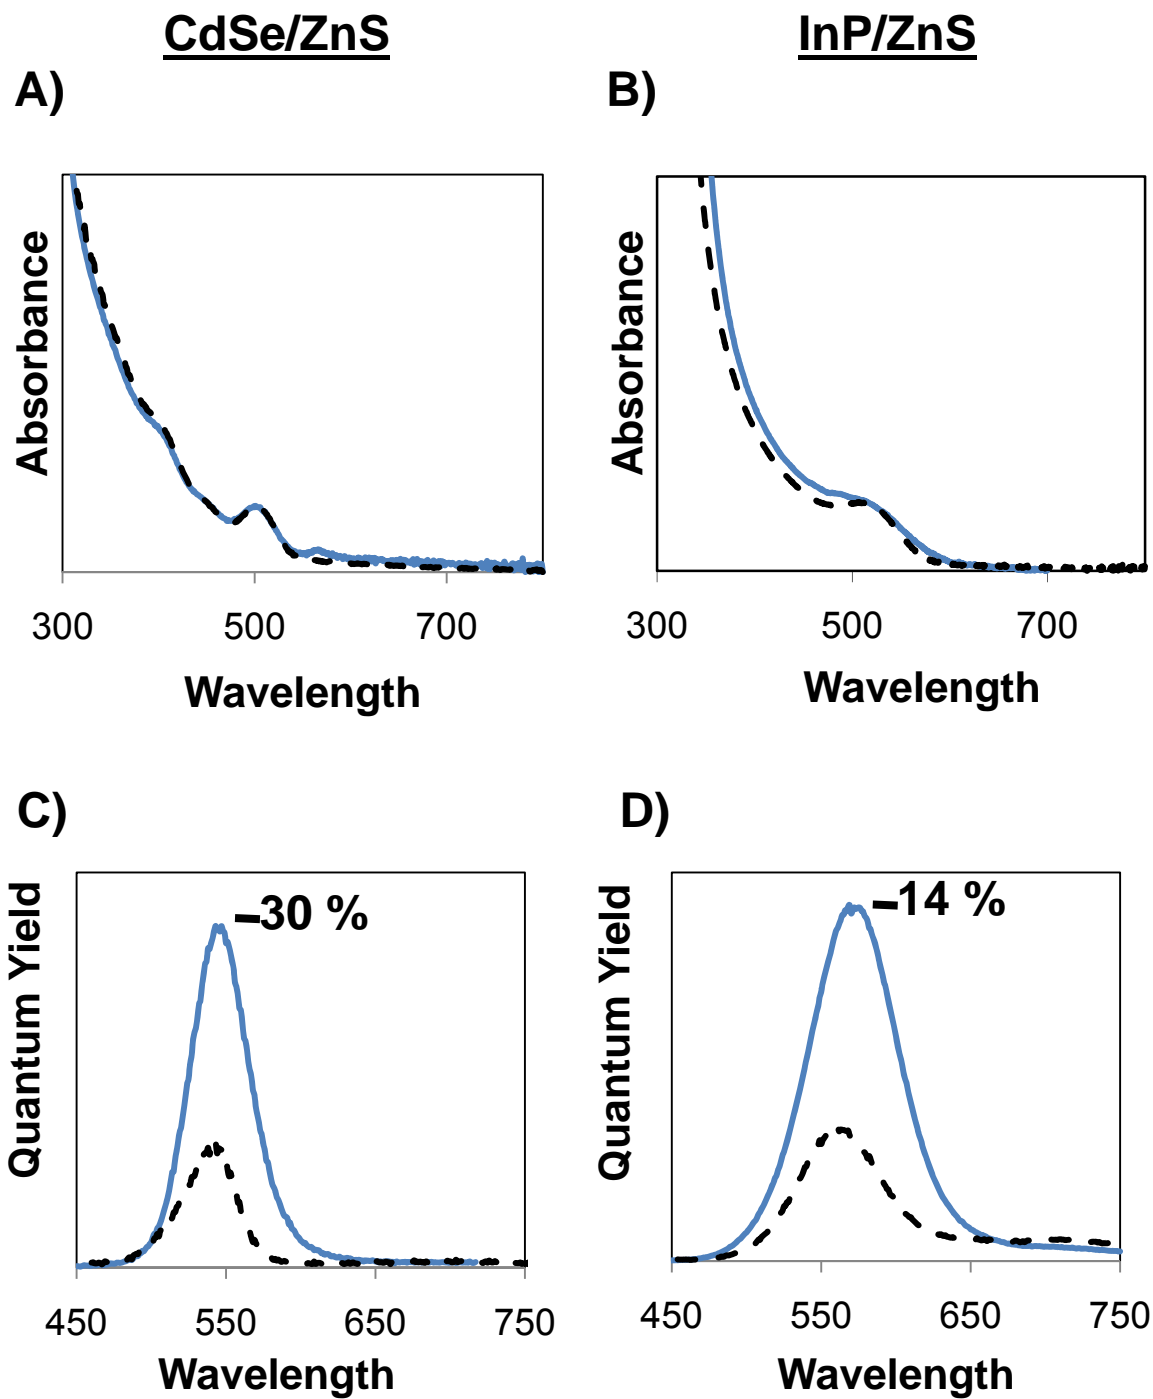 CdSe/ZnS
InP/ZnS
A)
B)
Absorbance
Absorbance
300 500 700
300 500 700
Wavelength
Wavelength
C)
D)
Quantum Yield
Quantum Yield
30 %
14 %
450 550 650 750
450 550 650 750
Wavelength
Wavelength